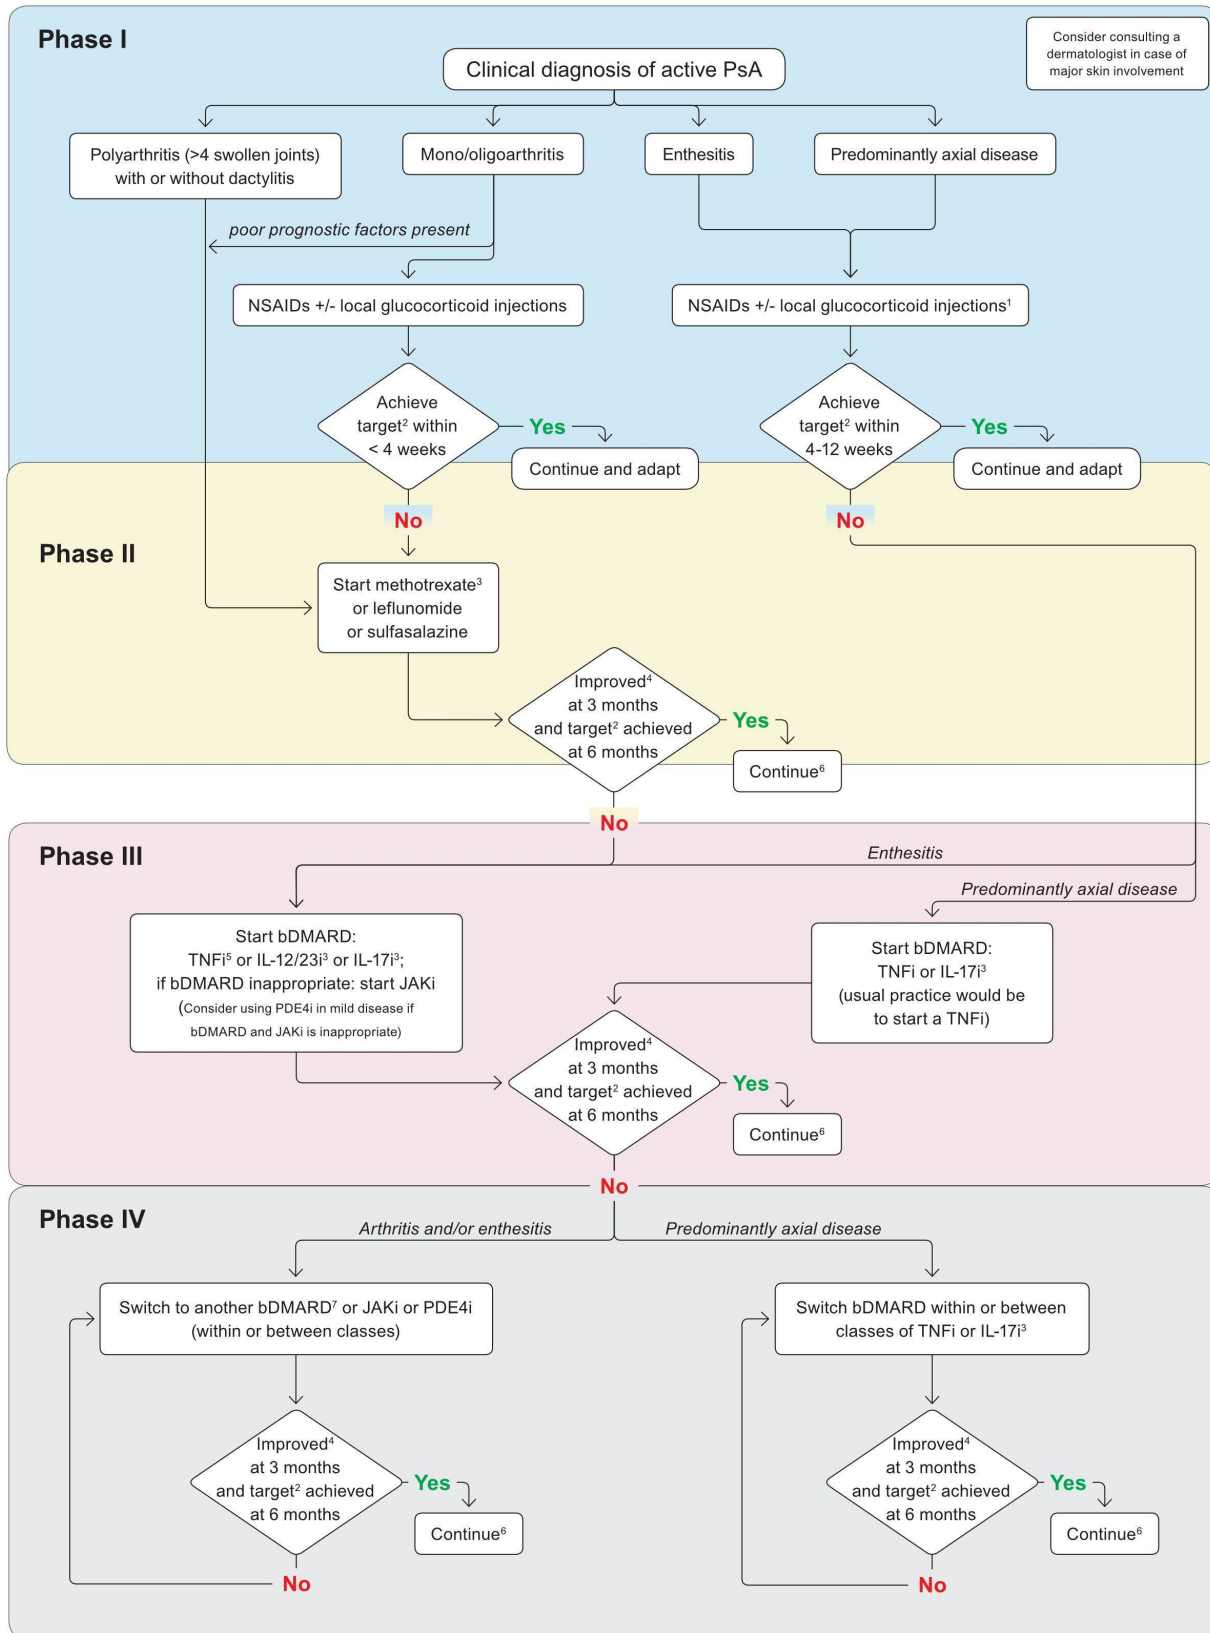 Phase I
Consider consulting a
dermatologist in case of
major skin involvement
Clinical diagnosis of active PsA
Polyarthritis (>4 swollen joints)
with or without dactylitis
Mono/oligoarthritis
Enthesitis
Predominantly axial disease
poor prognostic factors present
NSAIDs +/- local glucocorticoid injections
NSAIDs +/- local glucocorticoid injections¹
Achieve
target² within
< 4 weeks
Yes
Continue and adapt
Achieve
target² within
4-12 weeks
Yes
Continue and adapt
No
No
Phase II
Start methotrexate³
or leflunomide
or sulfasalazine
Improved⁴
at 3 months
and target² achieved
at 6 months
Yes
Continue⁶
No
Phase III
Enthesitis
Predominantly axial disease
Start bDMARD:
TNFi⁵ or IL-12/23i³ or IL-17i³;
if bDMARD inappropriate: start JAKi
(Consider using PDE4i in mild disease if
bDMARD and JAKi is inappropriate)
Start bDMARD:
TNFi or IL-17i³
(usual practice would be
to start a TNFi)
Improved⁴
at 3 months
and target² achieved
at 6 months
Yes
Continue⁶
No
Phase IV
Arthritis and/or enthesitis
Predominantly axial disease
Switch to another bDMARD⁷ or JAKi or PDE4i
(within or between classes)
Switch bDMARD within or between
classes of TNFi or IL-17i³
Improved⁴
at 3 months
and target² achieved
at 6 months
Yes
Continue⁶
No
Improved⁴
at 3 months
and target² achieved
at 6 months
Yes
Continue⁶
No